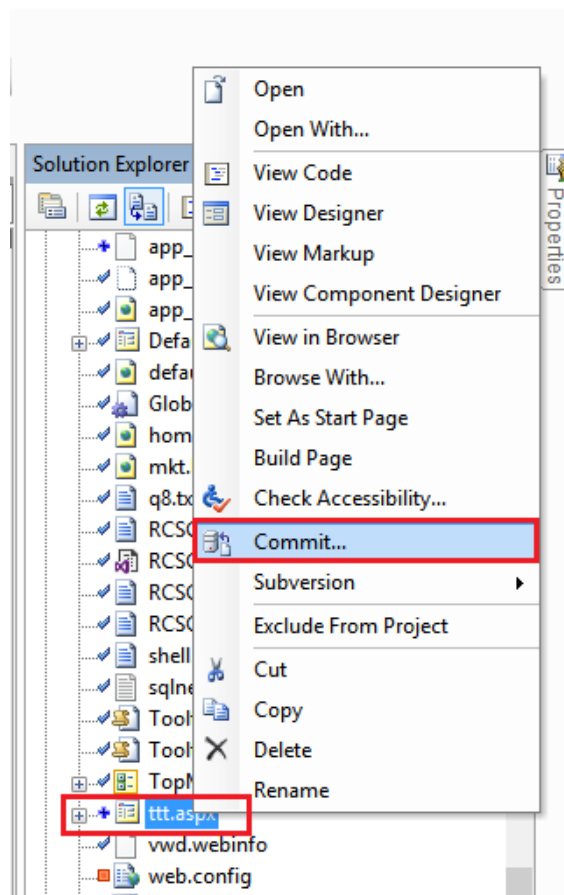 Open
Open With...
Solution Explorer
View Code
View Designer
View Markup
View Component Designer
View in Browser
Browse With...
Set As Start Page
Build Page
Check Accessibility...
Commit...
Subversion
Exclude From Project
Cut
Copy
Delete
Rename
Properties
app_
app_
app_
Defa
defau
Glob
hom
mkt.
q8.tx
RCSC
RCSC
RCSC
RCSC
shell
sqlne
Tool
Tool
ttt.aspx
vwd.webinfo
web.config